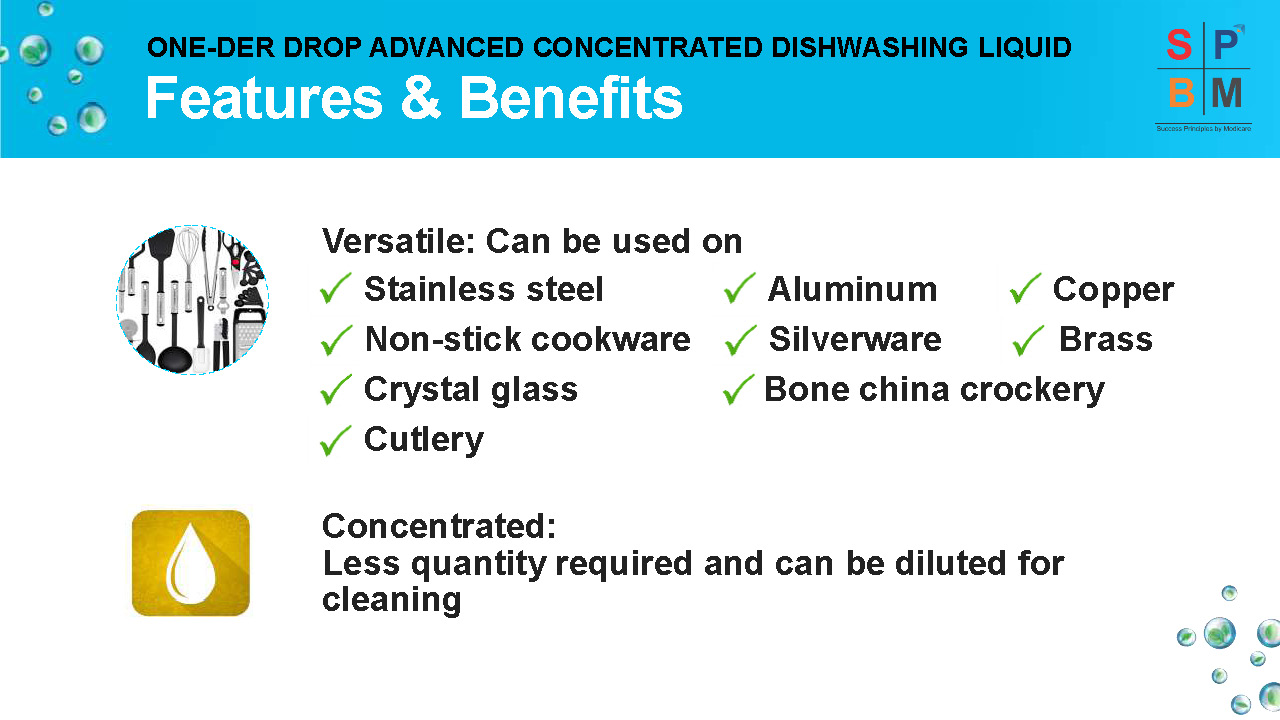 ONE-DER DROP ADVANCED CONCENTRATED DISHWASHING LIQUID
Features & Benefits
S P
B M
Success Principles by Modicare
Versatile: Can be used on
Stainless steel
Aluminum
Copper
Non-stick cookware
Silverware
Brass
Crystal glass
Bone china crockery
Cutlery
Concentrated:
Less quantity required and can be diluted for
cleaning